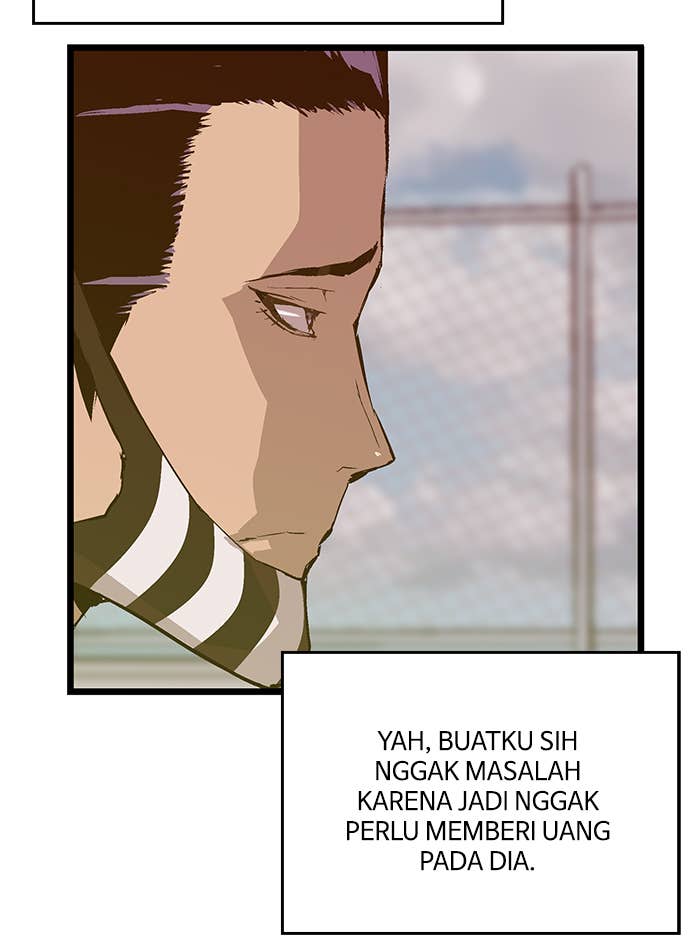 YAH, BUATKU SIH
NGGAK MASALAH
KARENA JADI NGGAK
PERLU MEMBERI UANG
PADA DIA.